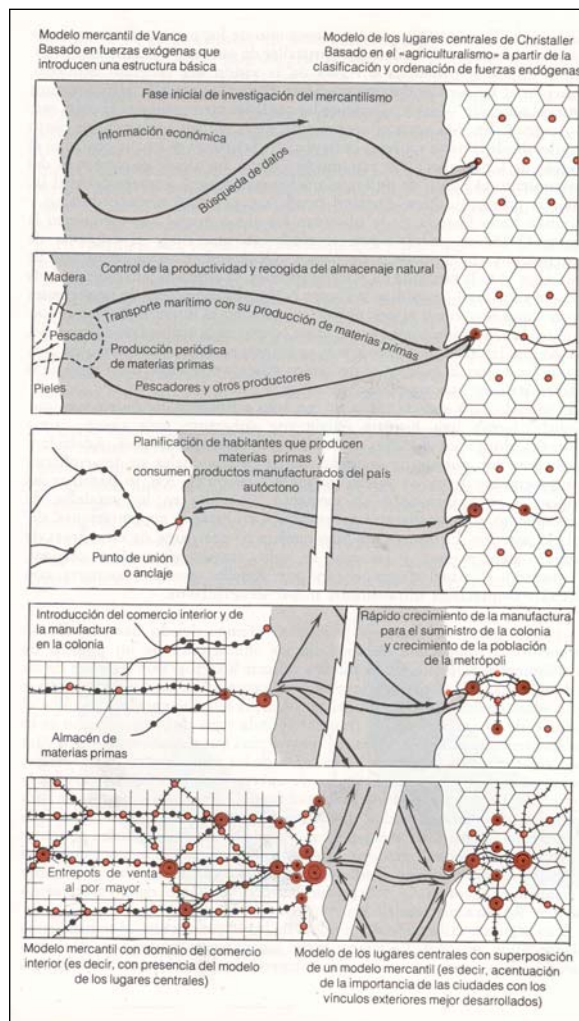 Modelo mercantil de Vance
Basado en fuerzas exógenas que
introducen una estructura básica
Modelo de los lugares centrales de Christaller
Basado en el «agriculturalismo» a partir de la
clasificación y ordenación de fuerzas endógenas
Fase inicial de investigación del mercantilismo
Información económica
Búsqueda de datos
Control de la productividad y recogida del almacenaje natural
Madera
Transporte marítimo con su producción de materias primas
Pescado
Producción periódica
de materias primas
Pieles
Pescadores y otros productores
Planificación de habitantes que producen
materias primas y
consumen productos manufacturados del país
autóctono
Punto de unión
o anclaje
Introducción del comercio interior y de
la manufactura
en la colonia
Rápido crecimiento de la manufactura
para el suministro de la colonia
y crecimiento de la población
de la metrópoli
Almacén de
materias primas
Entrepots de venta
al por mayor
Modelo mercantil con dominio del comercio
interior (es decir, con presencia del modelo
de los lugares centrales)
Modelo de los lugares centrales con superposición
de un modelo mercantil (es decir, acentuación
de la importancia de las ciudades con los
vínculos exteriores mejor desarrollados)